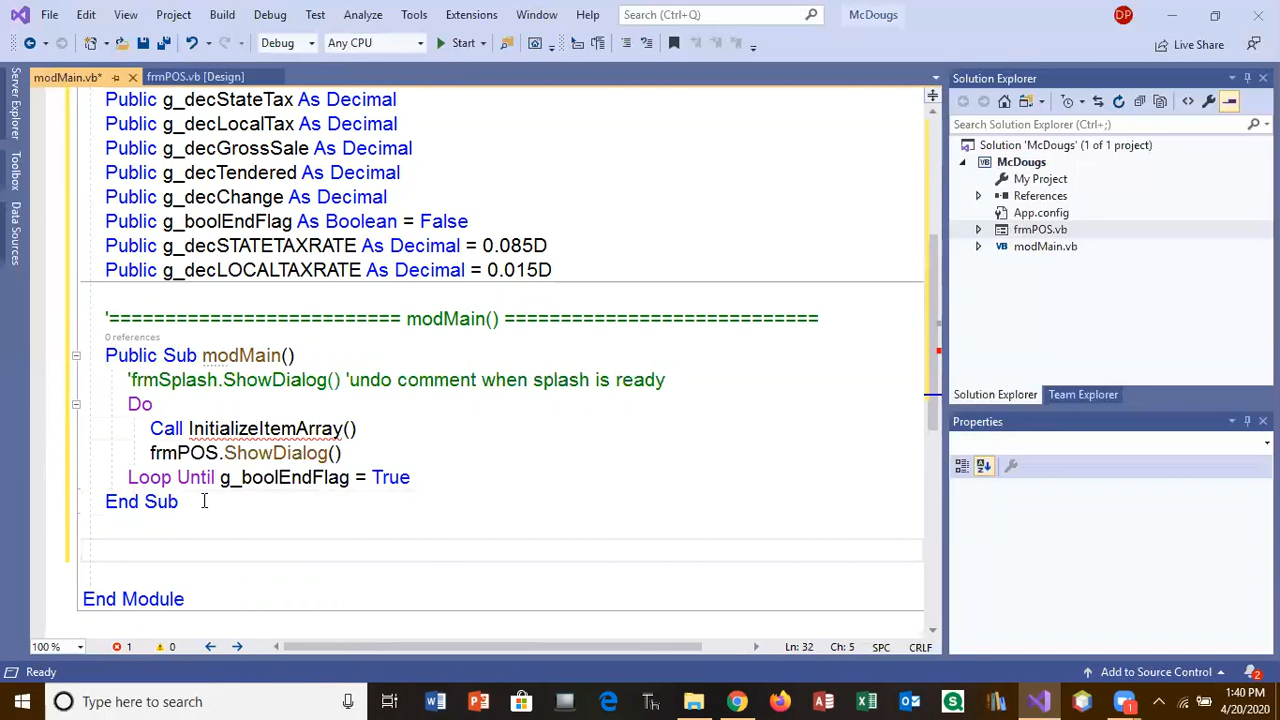 File Edit View Project Build Debug Test Analyze Tools Extensions Window Help Search (Ctrl+Q) McDougs DP
Debug Any CPU Start Live Share
modMain.vb* frmPOS.vb [Design]
Server Explorer
Toolbox
Data Sources
Public g_decStateTax As Decimal
Public g_decLocalTax As Decimal
Public g_decGrossSale As Decimal
Public g_decTendered As Decimal
Public g_decChange As Decimal
Public g_boolEndFlag As Boolean = False
Public g_decSTATETAXRATE As Decimal = 0.085D
Public g_decLOCALTAXRATE As Decimal = 0.015D
'========================== modMain() ============================
0 references
Public Sub modMain()
'frmSplash.ShowDialog() 'undo comment when splash is ready
Do
Call InitializeItemArray()
frmPOS.ShowDialog()
Loop Until g_boolEndFlag = True
End Sub
End Module
100 % 1 0 Ln: 32 Ch: 5 SPC CRLF
Solution Explorer
Search Solution Explorer (Ctrl+;)
Solution 'McDougs' (1 of 1 project)
McDougs
My Project
References
App.config
frmPOS.vb
modMain.vb
Solution Explorer Team Explorer
Properties
Ready Add to Source Control 2
Type here to search
1:40 PM
4/20/2020